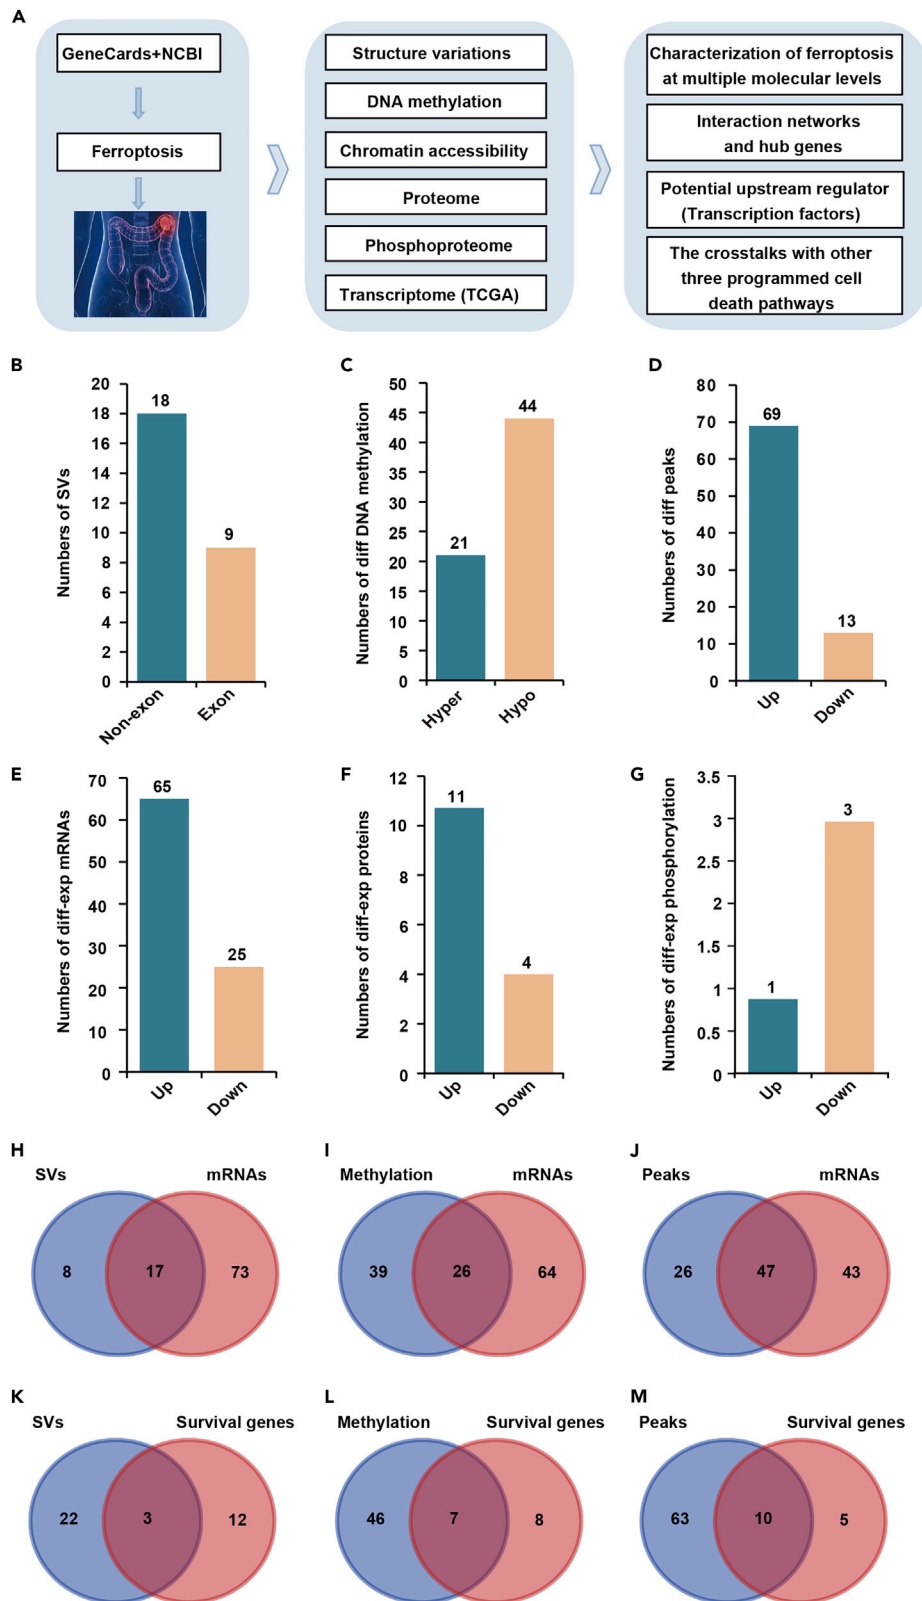 A
GeneCards+NCBI
Ferroptosis
Structure variations
DNA methylation
Chromatin accessibility
Proteome
Phosphoproteome
Transcriptome (TCGA)
Characterization of ferroptosis
at multiple molecular levels
Interaction networks
and hub genes
Potential upstream regulator
(Transcription factors)
The crosstalks with other
three programmed cell
death pathways
B
Numbers of SVs
20
18
16
14
12
10
8
6
4
2
0
18
9
Non-exon
Exon
C
Numbers of diff DNA methylation
50
45
40
35
30
25
20
15
10
5
0
21
44
Hyper
Hypo
D
Numbers of diff peaks
80
70
60
50
40
30
20
10
0
69
13
Up
Down
E
Numbers of diff-exp mRNAs
70
60
50
40
30
20
10
0
65
25
Up
Down
F
Numbers of diff-exp proteins
12
10
8
6
4
2
0
11
4
Up
Down
G
Numbers of diff-exp phosphorylation
3.5
3
2.5
2
1.5
1
0.5
0
1
3
Up
Down
H
SVs
mRNAs
8
17
73
I
Methylation
mRNAs
39
26
64
J
Peaks
mRNAs
26
47
43
K
SVs
Survival genes
22
3
12
L
Methylation
Survival genes
46
7
8
M
Peaks
Survival genes
63
10
5